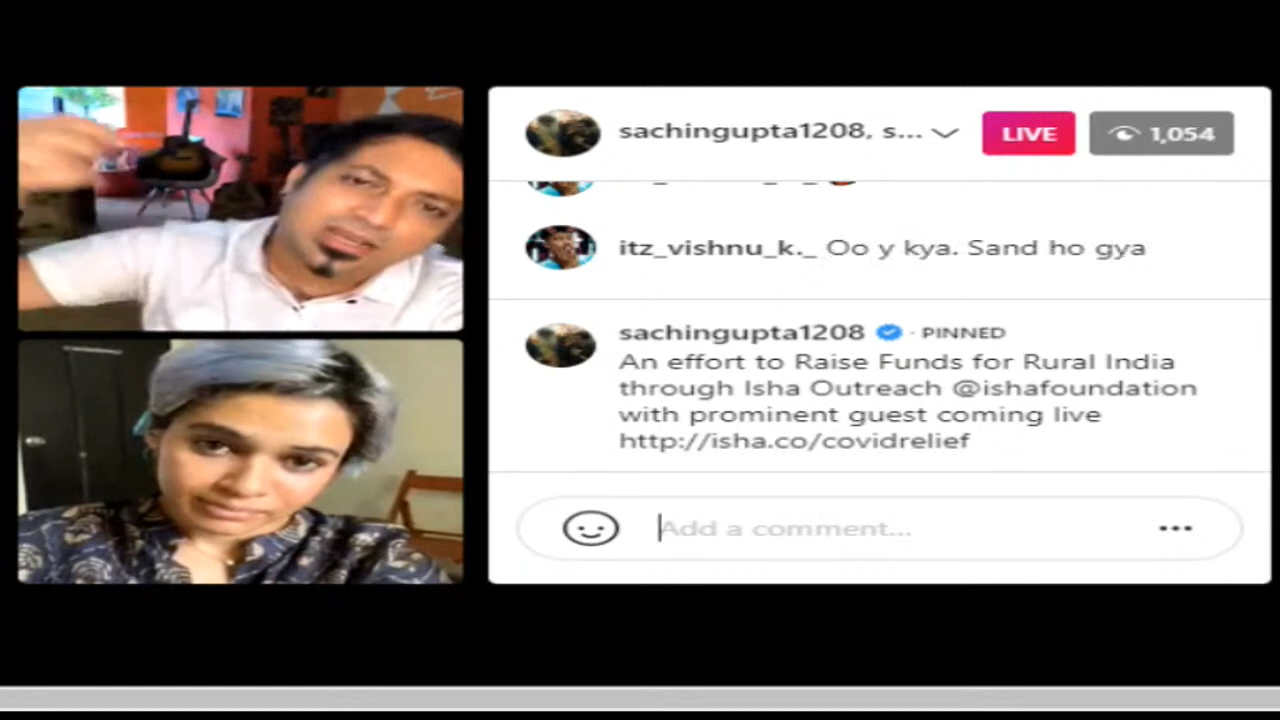 sachingupta1208, s...
LIVE
1,054
itz_vishnu_k._ Oo y kya. Sand ho gya
sachingupta1208 · PINNED
An effort to Raise Funds for Rural India
through Isha Outreach @ishafoundation
with prominent guest coming live
http://isha.co/covidrelief
Add a comment...